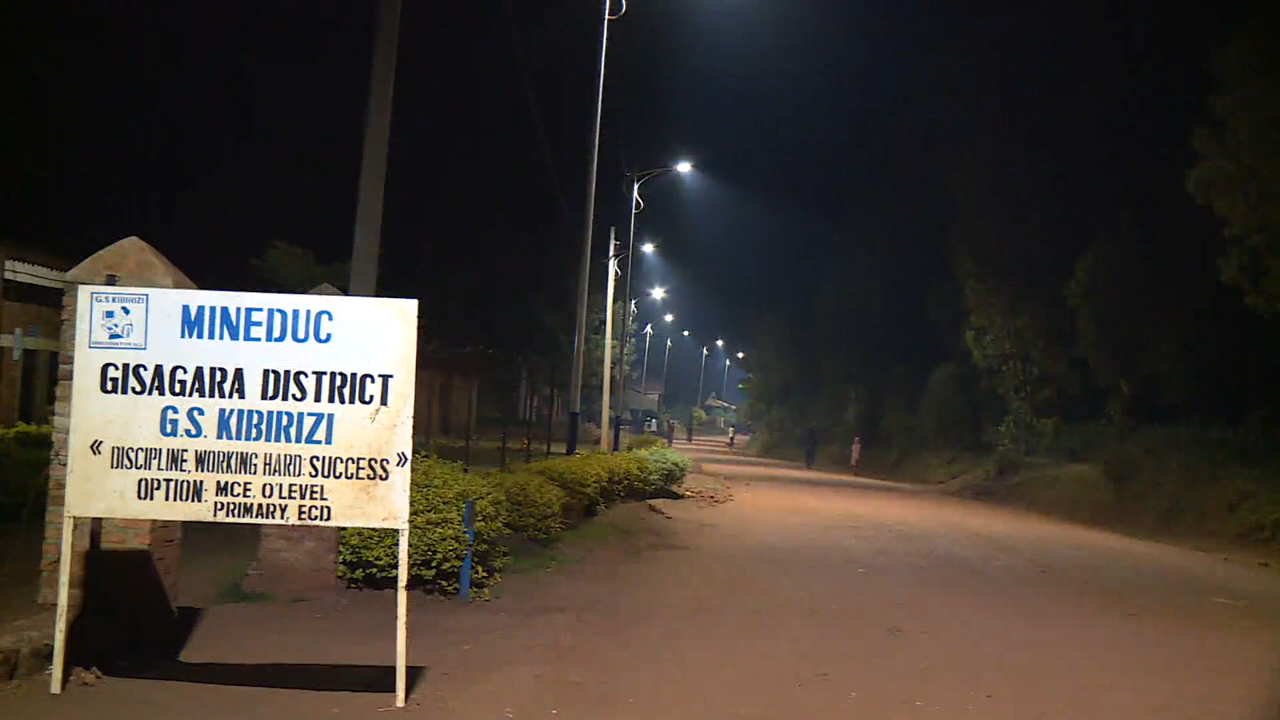 G.S KIBIRIZI
MINEDUC
GISAGARA DISTRICT
G.S. KIBIRIZI
« DISCIPLINE, WORKING HARD: SUCCESS »
OPTION: MCE, O'LEVEL
PRIMARY, ECD